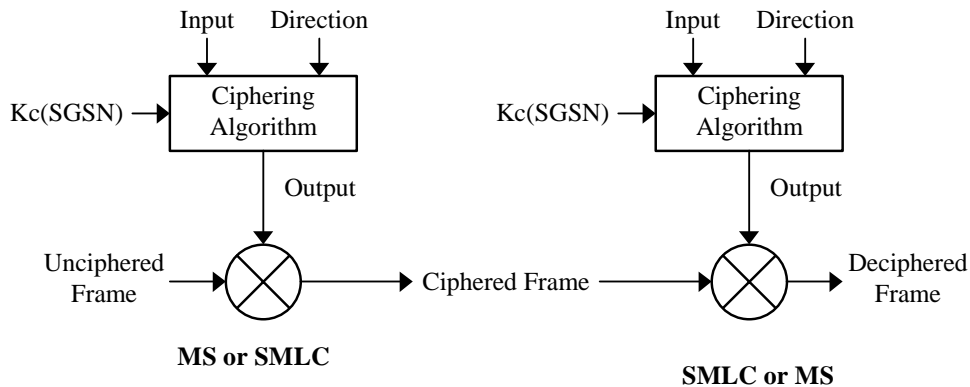 Input Direction
Input Direction
Kc(SGSN)
Ciphering
Algorithm
Kc(SGSN)
Ciphering
Algorithm
Output
Output
Unciphered
Frame
Ciphered Frame
Deciphered
Frame
MS or SMLC
SMLC or MS